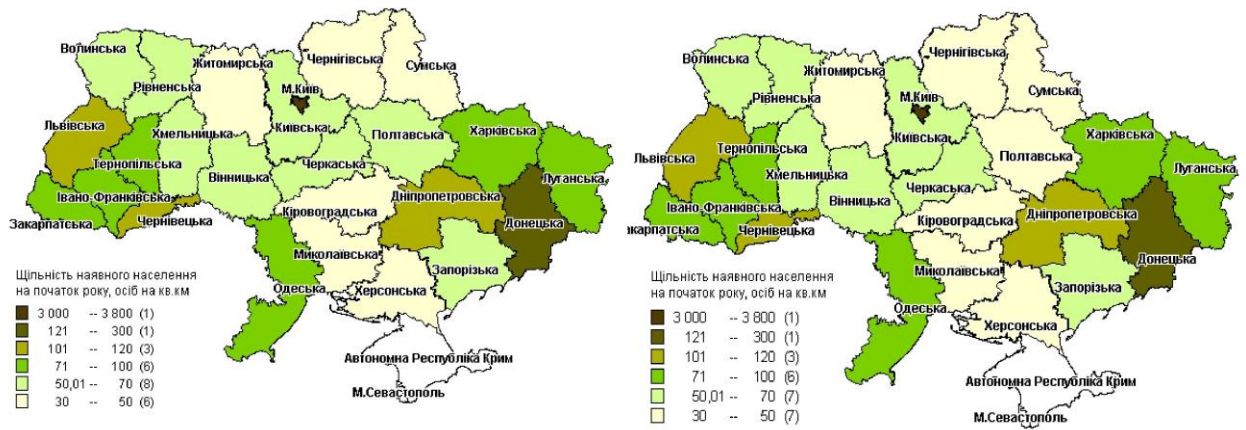 Волинська
Рівненська
Житомирська
Чернігівська
Сумська
М.Київ
Львівська
Хмельницька
Київська
Полтавська
Харківська
Тернопільська
Черкаська
Вінницька
Луганська
Івано-Франківська
Дніпропетровська
Закарпатська
Чернівецька
Кіровоградська
Донецька
Миколаївська
Запорізька
Одеська
Херсонська
Автономна Республіка Крим
М.Севастополь
Щільність наявного населення
на початок року, осіб на кв.км
3 000 -- 3 800 (1)
121 -- 300 (1)
101 -- 120 (3)
71 -- 100 (6)
50,01 -- 70 (8)
30 -- 50 (6)
Волинська
Рівненська
Житомирська
Чернігівська
Сумська
М.Київ
Київська
Харківська
Львівська
Тернопільська
Полтавська
Луганська
Хмельницька
Черкаська
Вінницька
Івано-Франківська
Закарпатська
Чернівецька
Кіровоградська
Дніпропетровська
Донецька
Миколаївська
Запорізька
Одеська
Херсонська
Автономна Республіка Крим
М.Севастополь
Щільність наявного населення
на початок року, осіб на кв.км
3 000 -- 3 800 (1)
121 -- 300 (1)
101 -- 120 (3)
71 -- 100 (6)
50,01 -- 70 (7)
30 -- 50 (7)